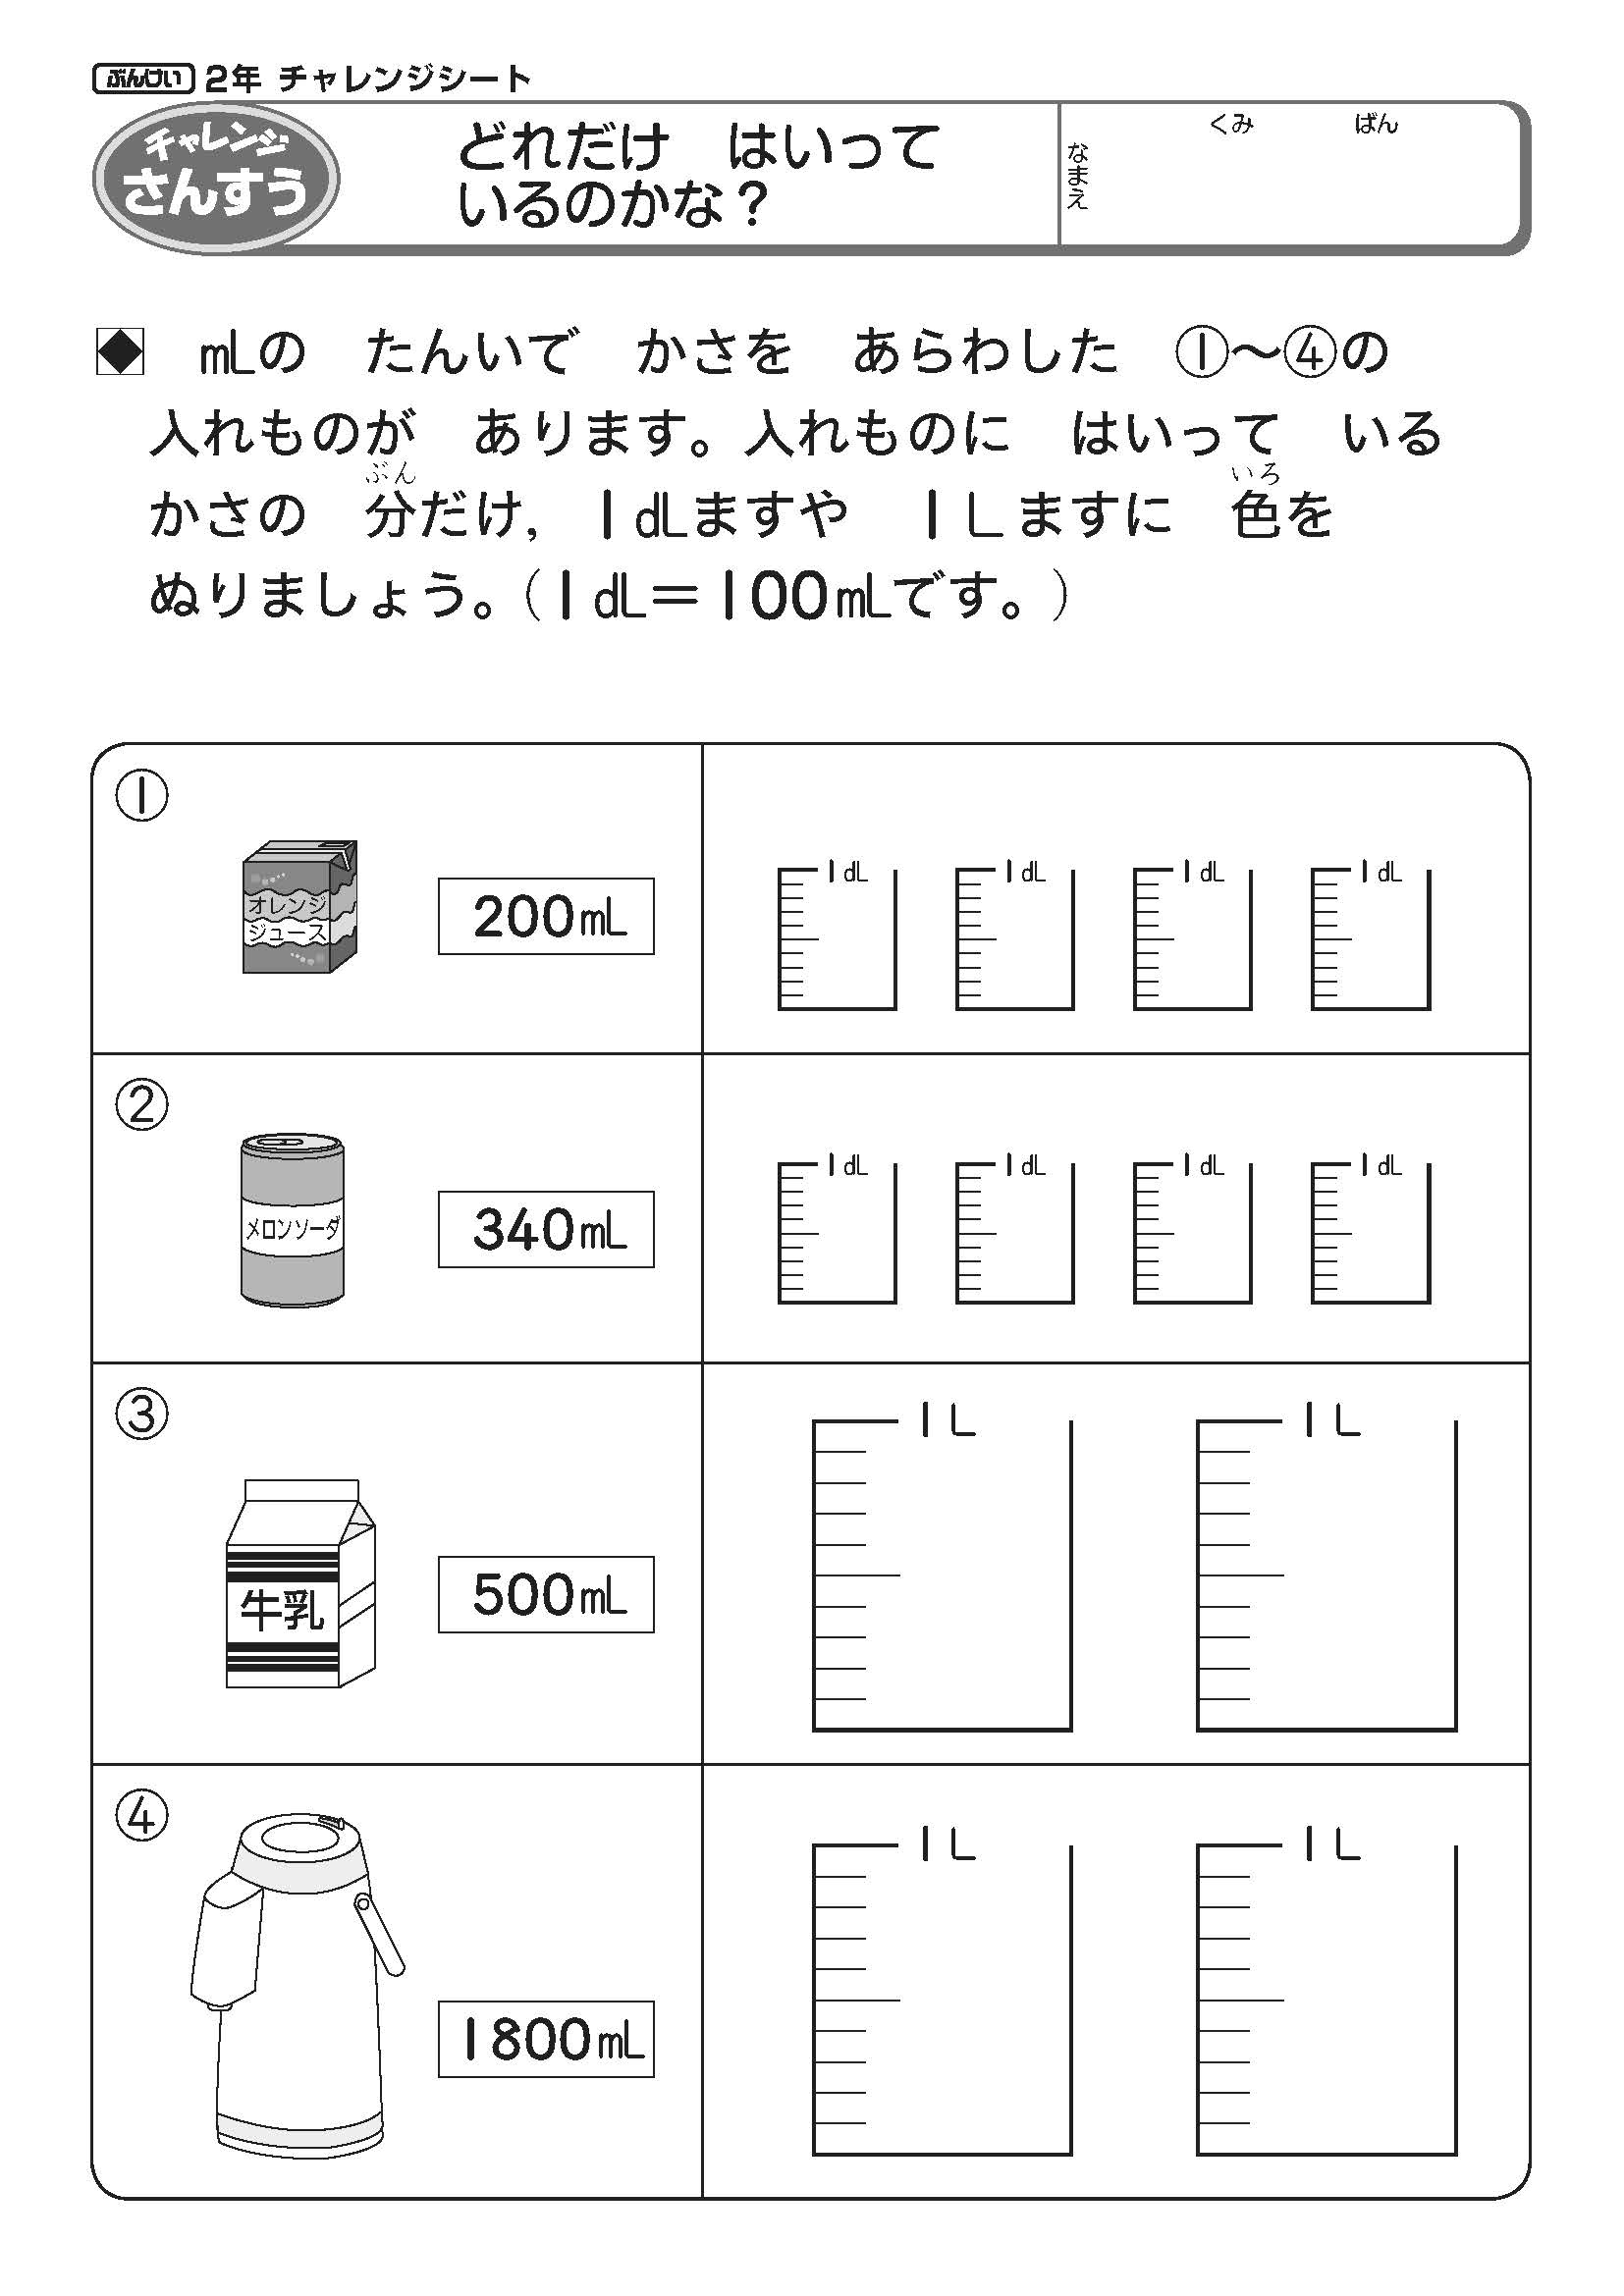 ぶんけい 2年 チャレンジシート
チャレンジ
さんすう
どれだけ はいって
いるのかな？
くみ ばん
なまえ
◆ mLの たんいで かさを あらわした ①～④の
入れものが あります。入れものに はいって いる
ぶん いろ
かさの 分だけ，1dLますや 1Lますに 色を
ぬりましょう。（1dL＝100mLです。）
①
オレンジ
ジュース
200mL
1dL 1dL 1dL 1dL
②
メロンソーダ
340mL
1dL 1dL 1dL 1dL
③
牛乳
500mL
1L 1L
④
1800mL
1L 1L